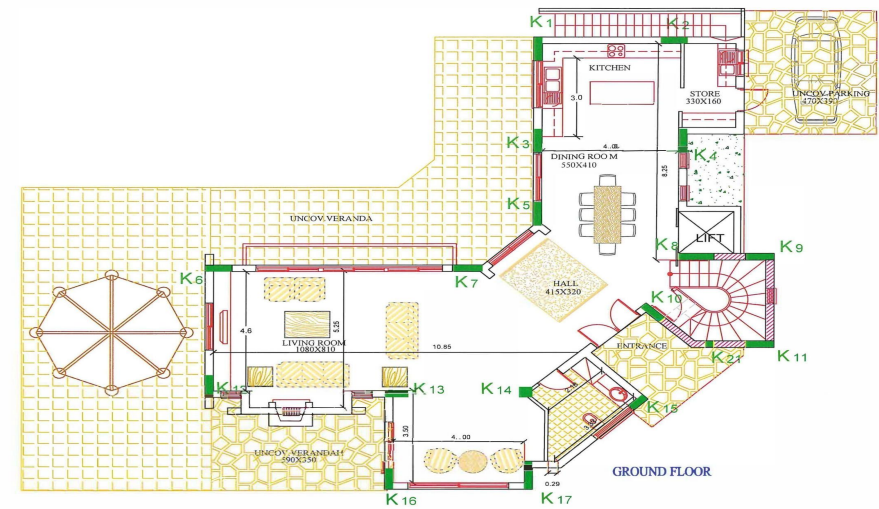 K1
K2
KITCHEN
3.0
STORE
330X160
UNCOV.PARKING
470X390
K3
4.00
K4
DINING ROOM
550X410
8.25
K5
UNCOV.VERANDA
LIFT
K6
K7
K8
K9
HALL
415X320
K10
4.6
5.25
LIVING ROOM
1080X810
10.65
ENTRANCE
K21
K11
K12
K13
K14
K15
3.50
4.00
UNCOV.VERANDAH
590X350
GROUND FLOOR
0.29
K16
K17